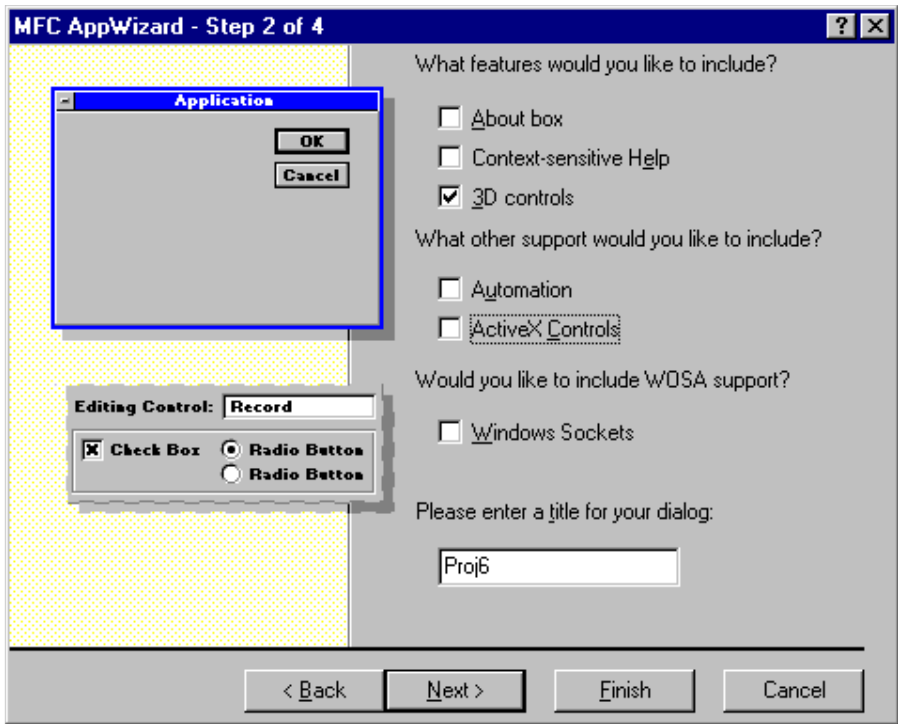 MFC AppWizard - Step 2 of 4
What features would you like to include?
Application
OK
Cancel
About box
Context-sensitive Help
3D controls
What other support would you like to include?
Automation
ActiveX Controls
Would you like to include WOSA support?
Editing Control: Record
Check Box Radio Button
Radio Button
Windows Sockets
Please enter a title for your dialog:
Proj6
< Back Next > Finish Cancel